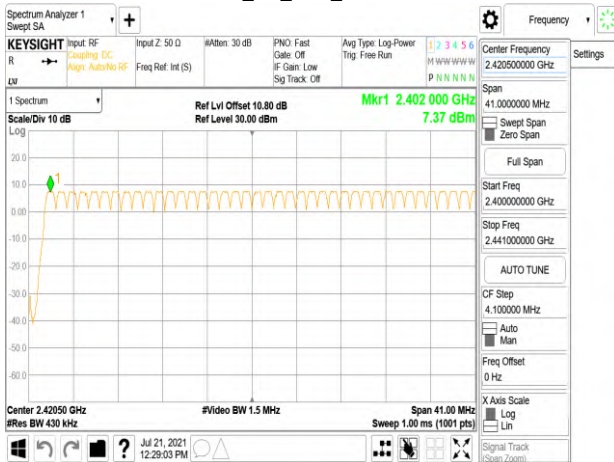 Spectrum Analyzer 1
Swept SA
+
Frequency
KEYSIGHT
Input: RF
Coupling: DC
Align: Auto/No RF
Input Z: 50 Ω
Freq Ref: Int (S)
#Atten: 30 dB
PNO: Fast
Gate: Off
IF Gain: Low
Sig Track: Off
Avg Type: Log-Power
Trig: Free Run
1 2 3 4 5 6
M W W W W W
P N N N N N
R
LXI
1 Spectrum
Scale/Div 10 dB
Log
Ref Lvl Offset 10.80 dB
Ref Level 30.00 dBm
Mkr1 2.402 000 GHz
7.37 dBm
1
20.0
10.0
0.00
-10.0
-20.0
-30.0
-40.0
-50.0
-60.0
Center 2.42050 GHz
#Res BW 430 kHz
#Video BW 1.5 MHz
Span 41.00 MHz
Sweep 1.00 ms (1001 pts)
Center Frequency
2.420500000 GHz
Settings
Span
41.0000000 MHz
Swept Span
Zero Span
Full Span
Start Freq
2.400000000 GHz
Stop Freq
2.441000000 GHz
AUTO TUNE
CF Step
4.100000 MHz
Auto
Man
Freq Offset
0 Hz
X Axis Scale
Log
Lin
Signal Track
(Span Zoom)
?
Jul 21, 2021
12:29:03 PM